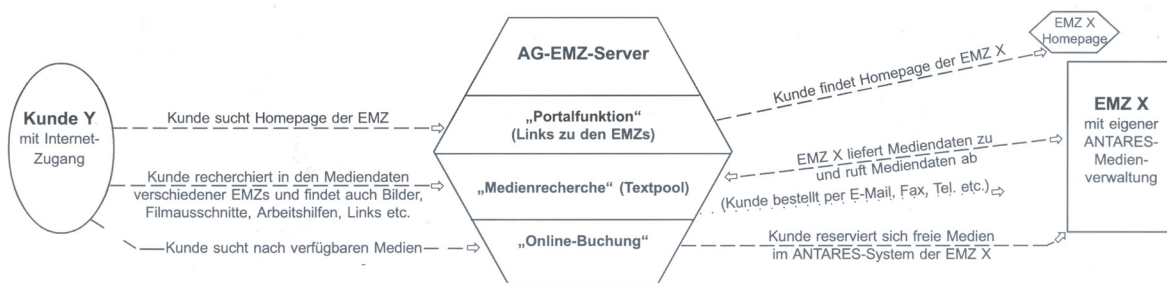 Kunde Y
mit Internet-
Zugang
Kunde sucht Homepage der EMZ
Kunde recherchiert in den Mediendaten
verschiedener EMZs und findet auch Bilder,
Filmausschnitte, Arbeitshilfen, Links etc.
Kunde sucht nach verfügbaren Medien
AG-EMZ-Server
„Portalfunktion“
(Links zu den EMZs)
„Medienrecherche“ (Textpool)
„Online-Buchung“
Kunde findet Homepage der EMZ X
EMZ X liefert Mediendaten zu
und ruft Mediendaten ab
(Kunde bestellt per E-Mail, Fax, Tel. etc.)
Kunde reserviert sich freie Medien
im ANTARES-System der EMZ X
EMZ X
Homepage
EMZ X
mit eigener
ANTARES-
Medien-
verwaltung